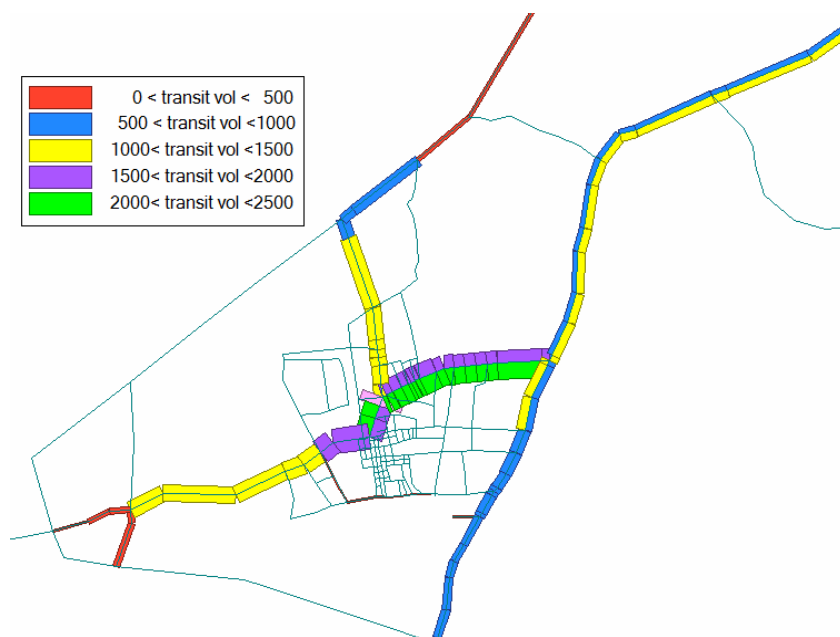 0 < transit vol < 500
500 < transit vol <1000
1000< transit vol <1500
1500< transit vol <2000
2000< transit vol <2500